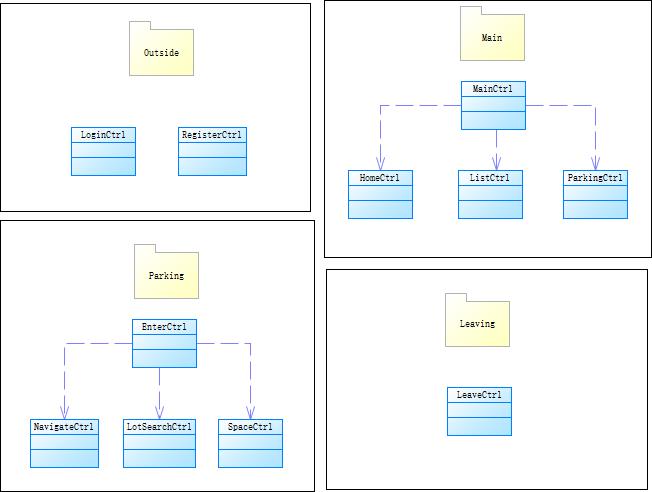 Outside
LoginCtrl
RegisterCtrl
Main
MainCtrl
HomeCtrl
ListCtrl
ParkingCtrl
Parking
EnterCtrl
NavigateCtrl
LotSearchCtrl
SpaceCtrl
Leaving
LeaveCtrl